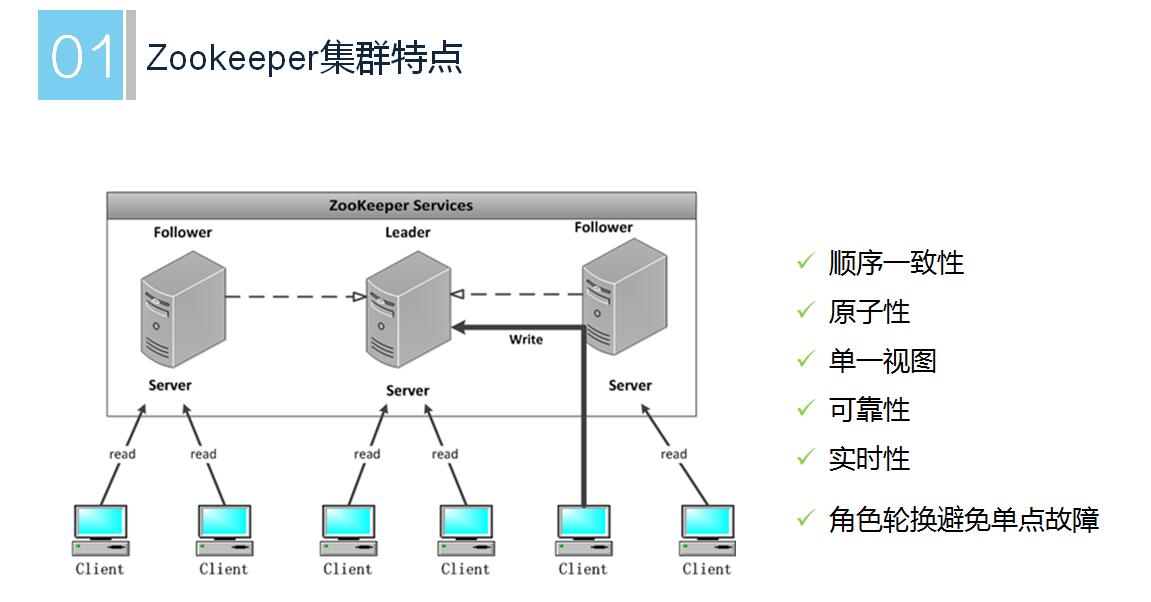 01
Zookeeper集群特点
ZooKeeper Services
Follower
Leader
Follower
Write
Server
Server
Server
read
read
read
read
read
Client
Client
Client
Client
Client
Client
顺序一致性
原子性
单一视图
可靠性
实时性
角色轮换避免单点故障